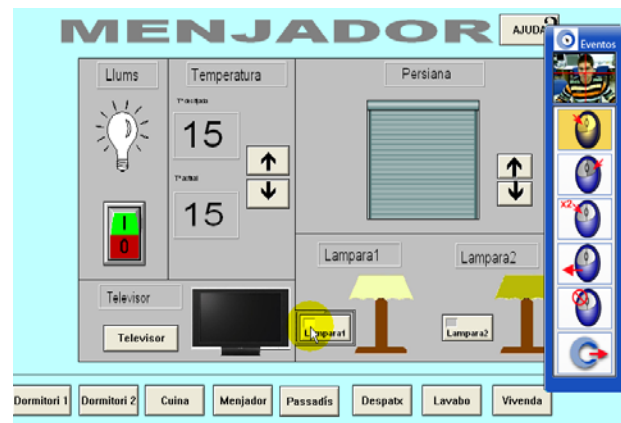 MENJADOR
AJUDA
Eventos
Llums
Temperatura
Persiana
Tª desitjada
15
Tª actual
15
I
0
x2
Lampara1
Lampara2
Televisor
Televisor
Lampara1
Lampara2
Dormitori 1
Dormitori 2
Cuina
Menjador
Passadís
Despatx
Lavabo
Vivenda